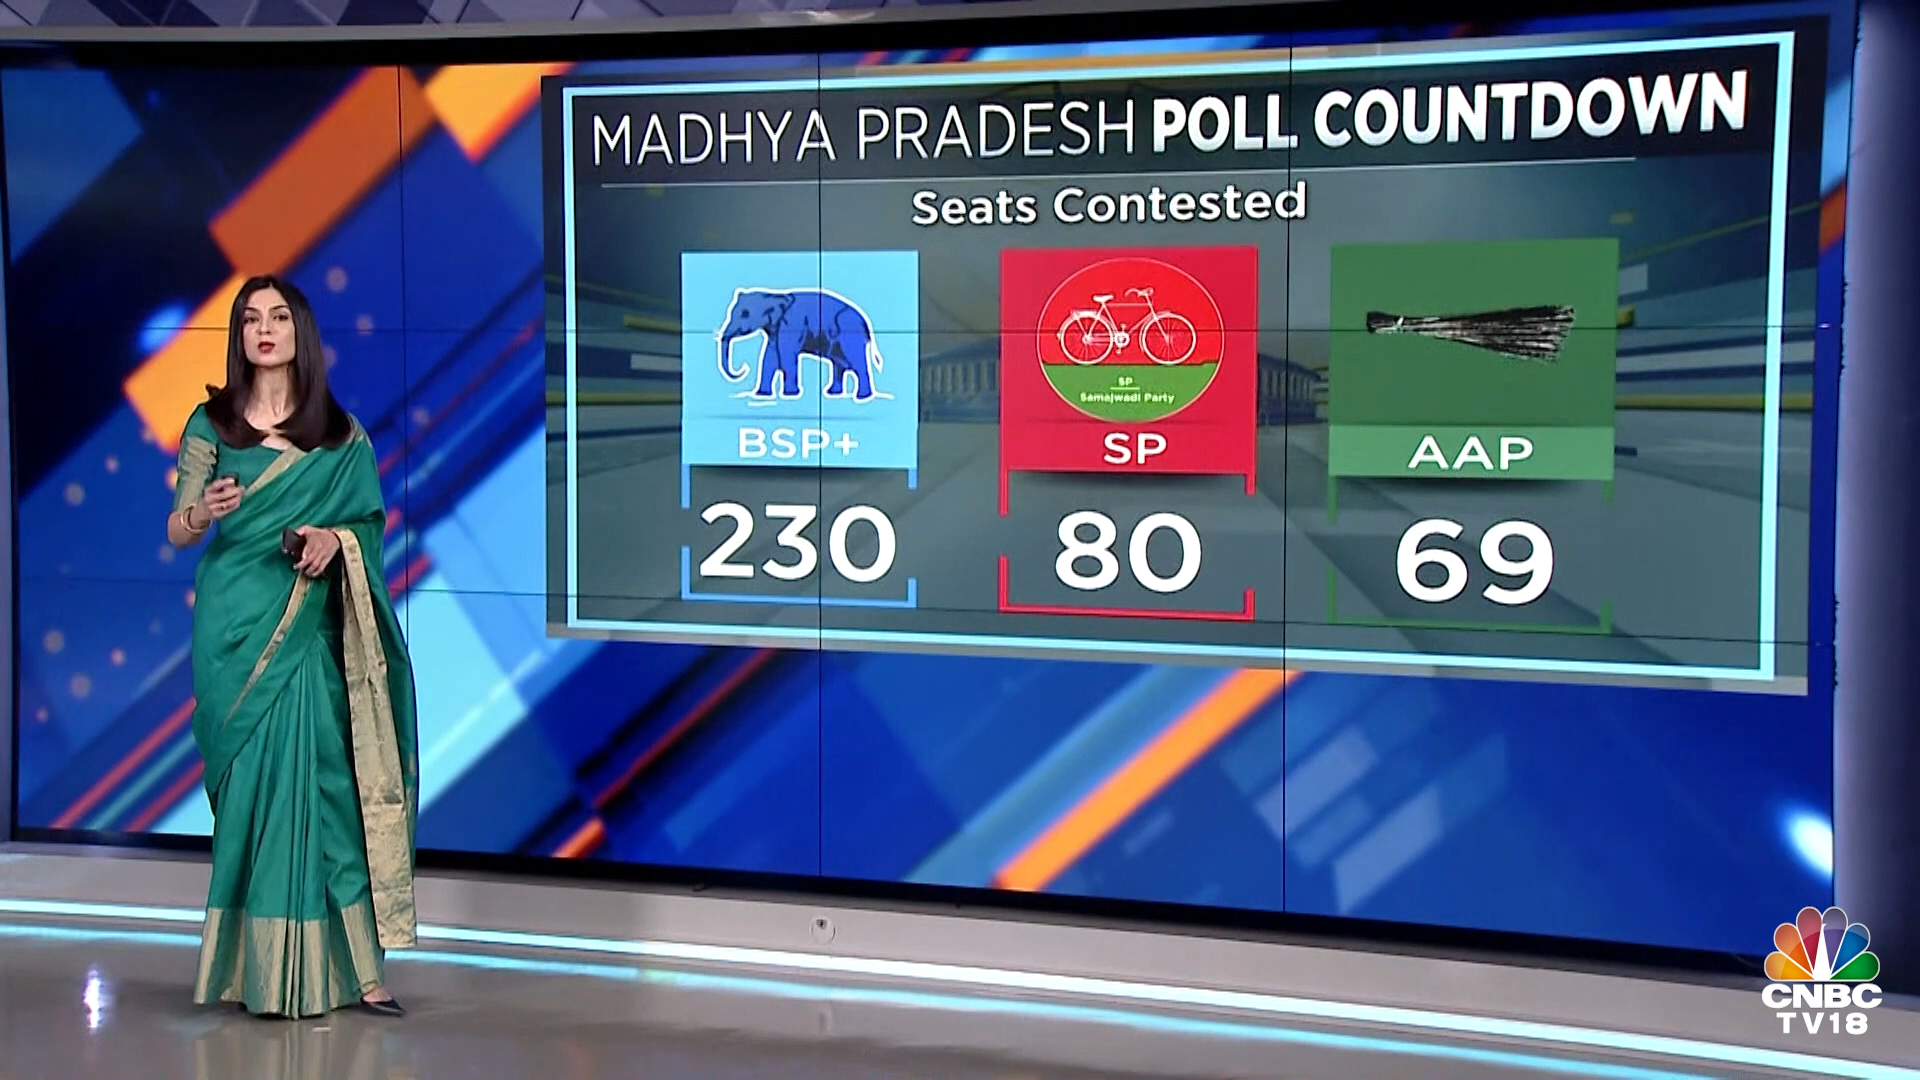 MADHYA PRADESH POLL COUNTDOWN
Seats Contested
SP
Samajwadi Party
BSP+
SP
AAP
230
80
69
CNBC
TV18